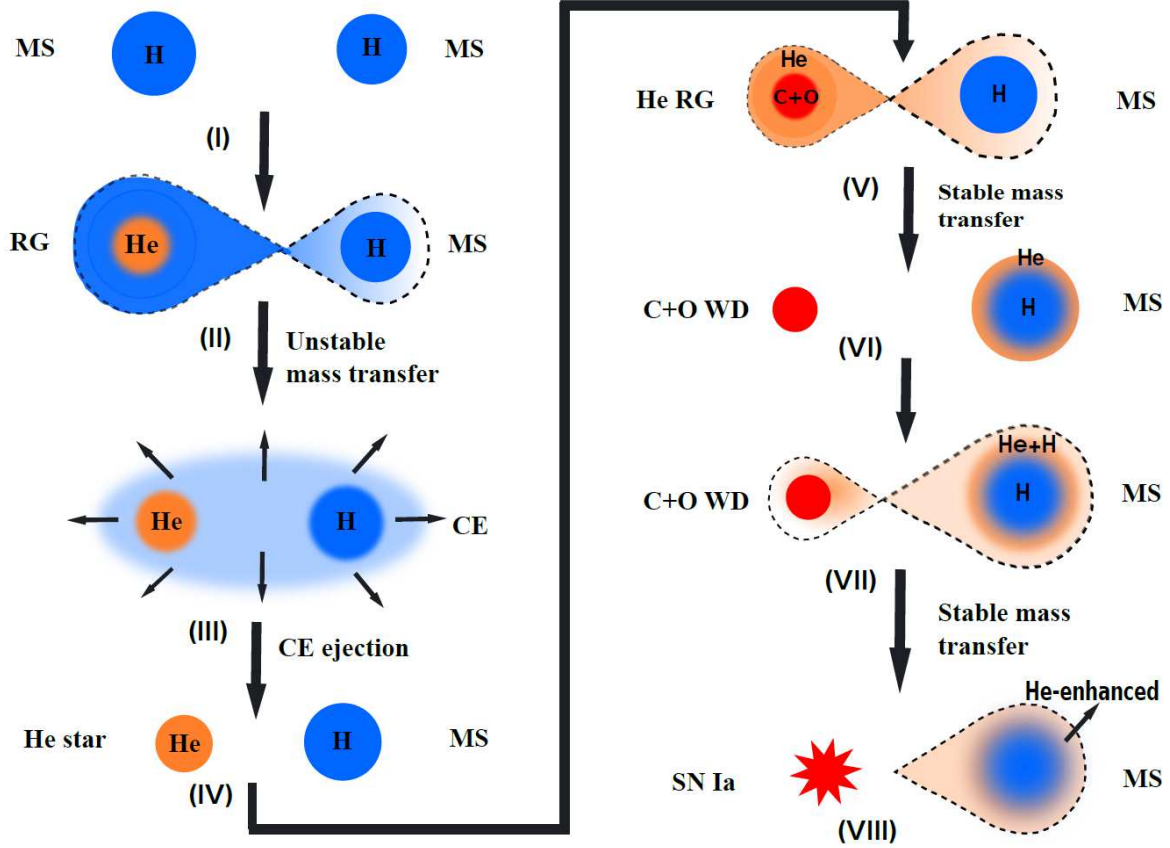 MS
H
H
MS
(I)
RG
He
H
MS
(II)
Unstable
mass transfer
He
H
CE
(III)
CE ejection
He star
He
H
MS
(IV)
He RG
He
C+O
H
MS
(V)
Stable mass
transfer
C+O WD
He
H
MS
(VI)
C+O WD
He+H
H
MS
(VII)
Stable mass
transfer
He-enhanced
SN Ia
MS
(VIII)